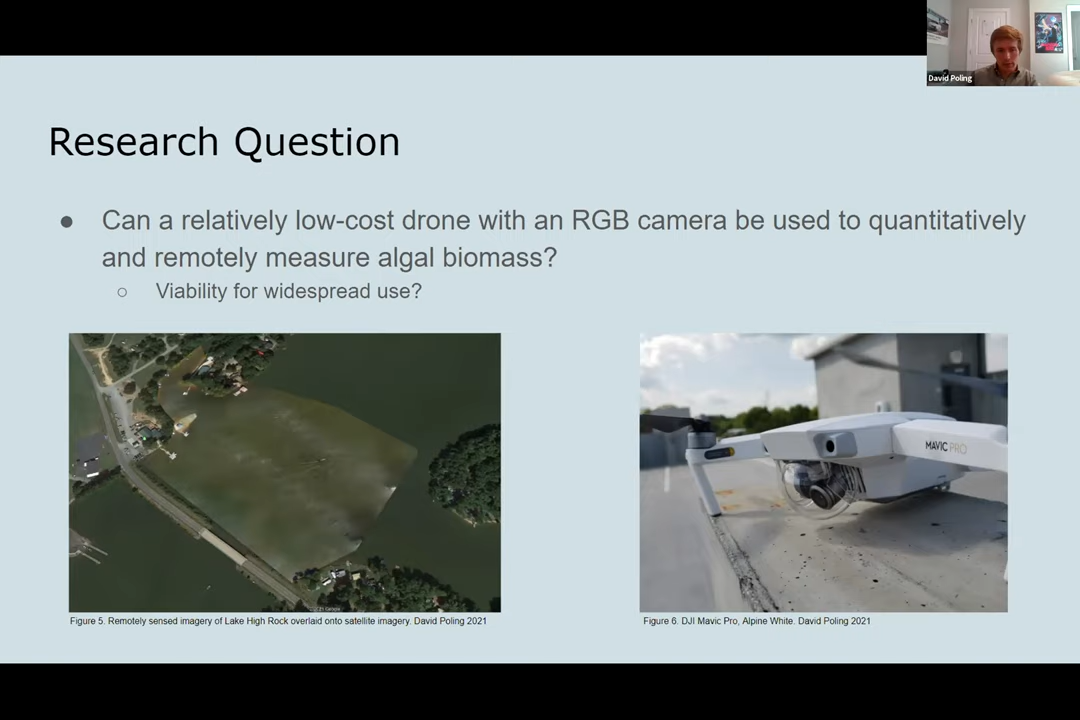 David Poling
Research Question
● Can a relatively low-cost drone with an RGB camera be used to quantitatively
and remotely measure algal biomass?
○ Viability for widespread use?
MAVIC PRO
Figure 5. Remotely sensed imagery of Lake High Rock overlaid onto satellite imagery. David Poling 2021
Figure 6. DJI Mavic Pro, Alpine White. David Poling 2021